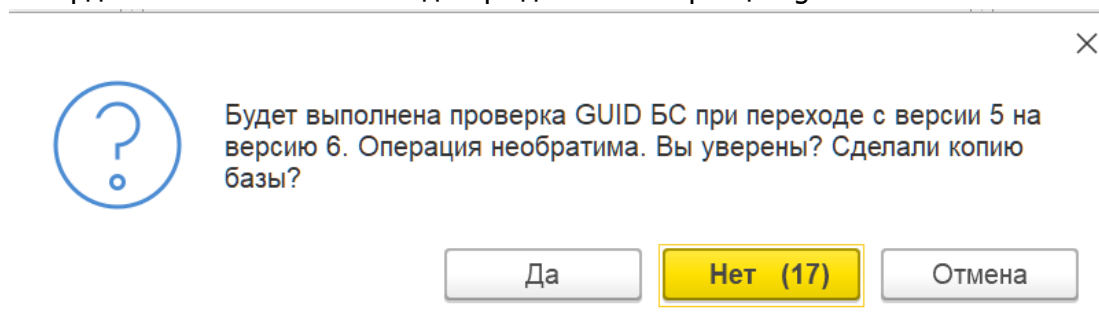 Будет выполнена проверка GUID БС при переходе с версии 5 на
версию 6. Операция необратима. Вы уверены? Сделали копию
базы?
Да
Нет (17)
Отмена